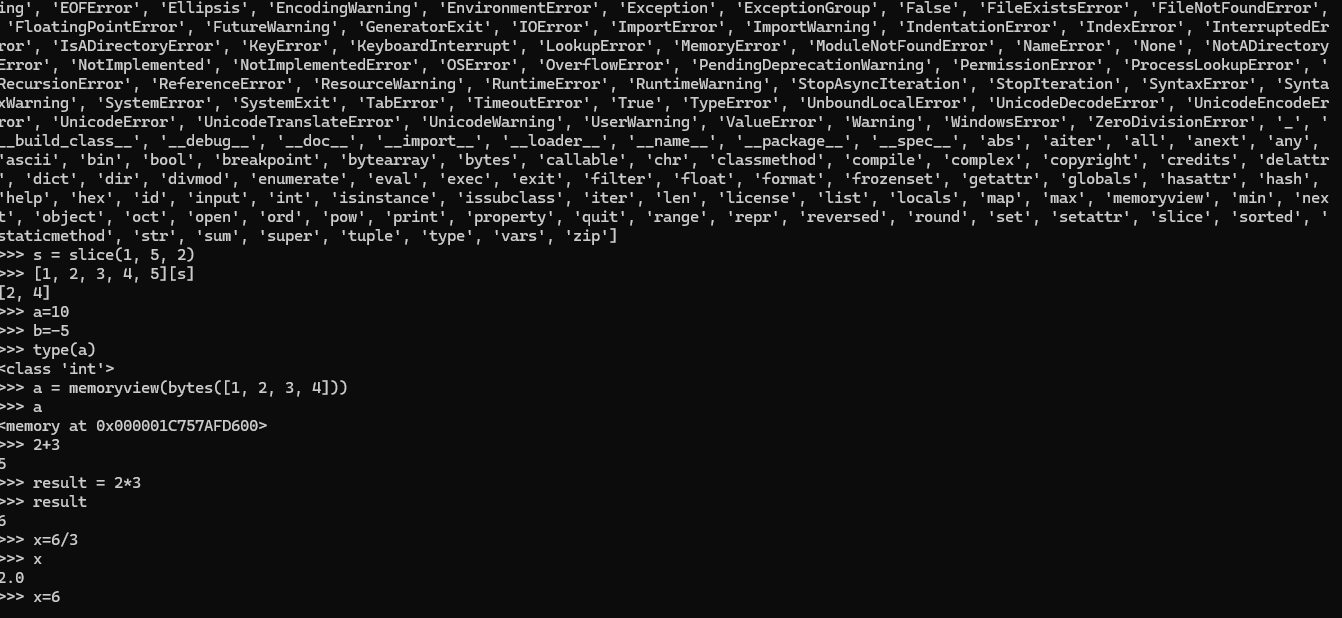 ing', 'EOFError', 'Ellipsis', 'EncodingWarning', 'EnvironmentError', 'Exception', 'ExceptionGroup', 'False', 'FileExistsError', 'FileNotFoundError',
'FloatingPointError', 'FutureWarning', 'GeneratorExit', 'IOError', 'ImportError', 'ImportWarning', 'IndentationError', 'IndexError', 'InterruptedEr
ror', 'IsADirectoryError', 'KeyError', 'KeyboardInterrupt', 'LookupError', 'MemoryError', 'ModuleNotFoundError', 'NameError', 'None', 'NotADirectory
Error', 'NotImplemented', 'NotImplementedError', 'OSError', 'OverflowError', 'PendingDeprecationWarning', 'PermissionError', 'ProcessLookupError', '
RecursionError', 'ReferenceError', 'ResourceWarning', 'RuntimeError', 'RuntimeWarning', 'StopAsyncIteration', 'StopIteration', 'SyntaxError', 'Synta
xWarning', 'SystemError', 'SystemExit', 'TabError', 'TimeoutError', 'True', 'TypeError', 'UnboundLocalError', 'UnicodeDecodeError', 'UnicodeEncodeEr
ror', 'UnicodeError', 'UnicodeTranslateError', 'UnicodeWarning', 'UserWarning', 'ValueError', 'Warning', 'WindowsError', 'ZeroDivisionError', '_', '
__build_class__', '__debug__', '__doc__', '__import__', '__loader__', '__name__', '__package__', '__spec__', 'abs', 'aiter', 'all', 'anext', 'any',
'ascii', 'bin', 'bool', 'breakpoint', 'bytearray', 'bytes', 'callable', 'chr', 'classmethod', 'compile', 'complex', 'copyright', 'credits', 'delattr
', 'dict', 'dir', 'divmod', 'enumerate', 'eval', 'exec', 'exit', 'filter', 'float', 'format', 'frozenset', 'getattr', 'globals', 'hasattr', 'hash',
'help', 'hex', 'id', 'input', 'int', 'isinstance', 'issubclass', 'iter', 'len', 'license', 'list', 'locals', 'map', 'max', 'memoryview', 'min', 'nex
t', 'object', 'oct', 'open', 'ord', 'pow', 'print', 'property', 'quit', 'range', 'repr', 'reversed', 'round', 'set', 'setattr', 'slice', 'sorted', '
staticmethod', 'str', 'sum', 'super', 'tuple', 'type', 'vars', 'zip']
>>> s = slice(1, 5, 2)
>>> [1, 2, 3, 4, 5][s]
[2, 4]
>>> a=10
>>> b=-5
>>> type(a)
<class 'int'>
>>> a = memoryview(bytes([1, 2, 3, 4]))
>>> a
<memory at 0x000001C757AFD600>
>>> 2+3
5
>>> result = 2*3
>>> result
6
>>> x=6/3
>>> x
2.0
>>> x=6